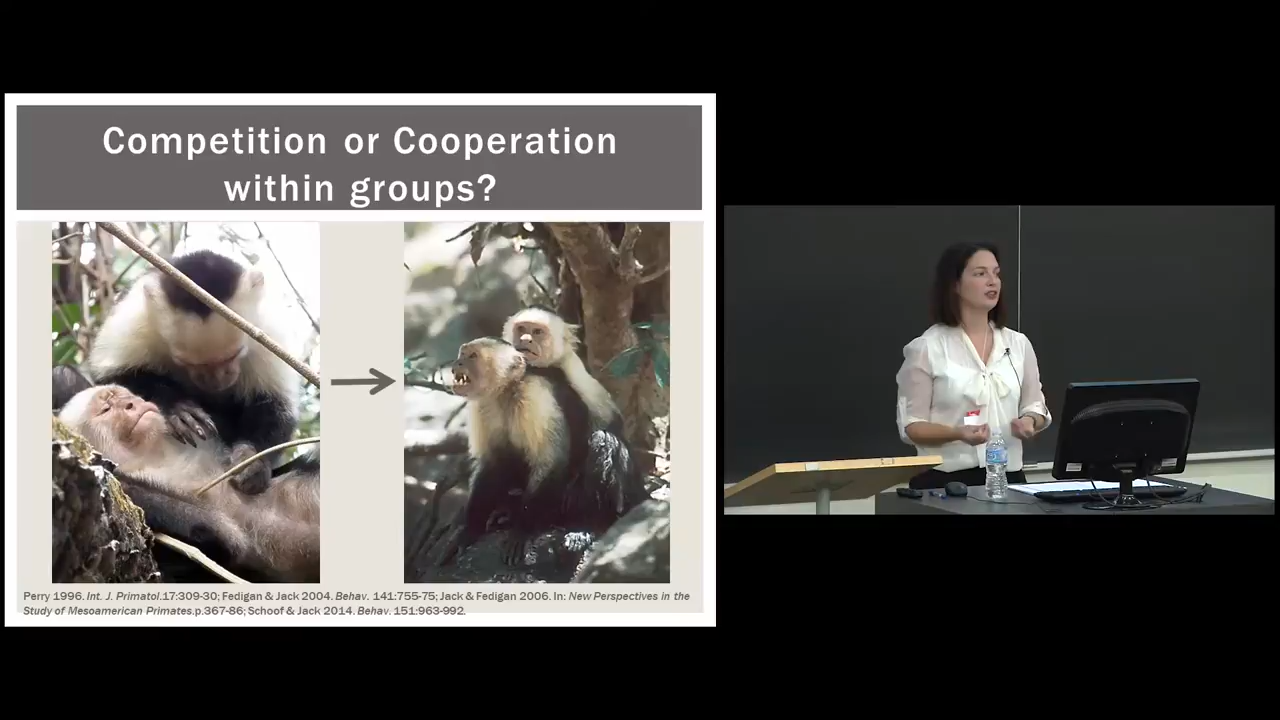 Competition or Cooperation
within groups?
Perry 1996. Int. J. Primatol.17:309-30; Fedigan & Jack 2004. Behav. 141:755-75; Jack & Fedigan 2006. In: New Perspectives in the
Study of Mesoamerican Primates.p.367-86; Schoof & Jack 2014. Behav. 151:963-992.